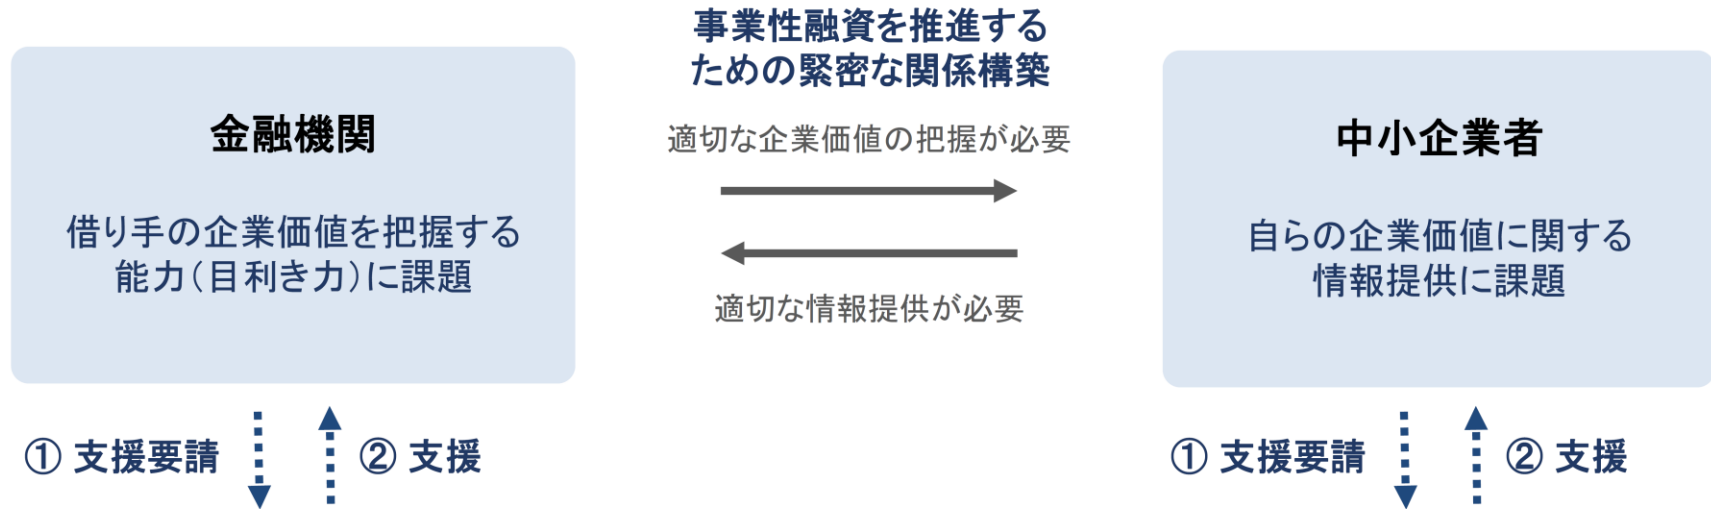 事業性融資を推進する
ための緊密な関係構築
金融機関
借り手の企業価値を把握する
能力(目利き力)に課題
適切な企業価値の把握が必要
適切な情報提供が必要
中小企業者
自らの企業価値に関する
情報提供に課題
① 支援要請
② 支援
① 支援要請
② 支援